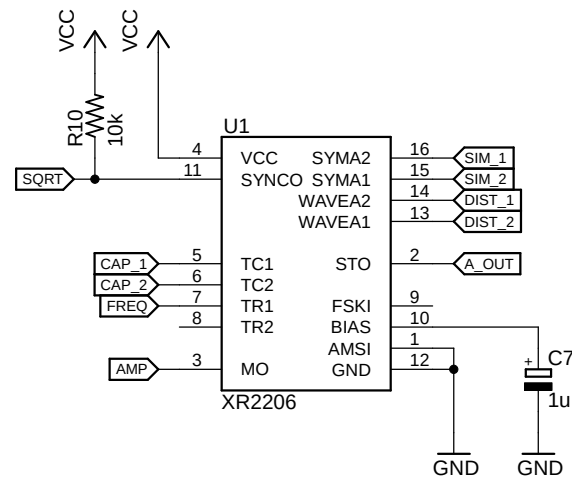 VCC
VCC
R10
10k
U1
SQRT
4
VCC
SYMA2
16
SIM_1
11
SYNCO
SYMA1
15
SIM_2
WAVEA2
14
DIST_1
WAVEA1
13
DIST_2
CAP_1
5
TC1
STO
2
A_OUT
CAP_2
6
TC2
FREQ
7
TR1
FSKI
9
8
TR2
BIAS
10
AMSI
1
AMP
3
MO
GND
12
XR2206
+
C7
1u
GND
GND